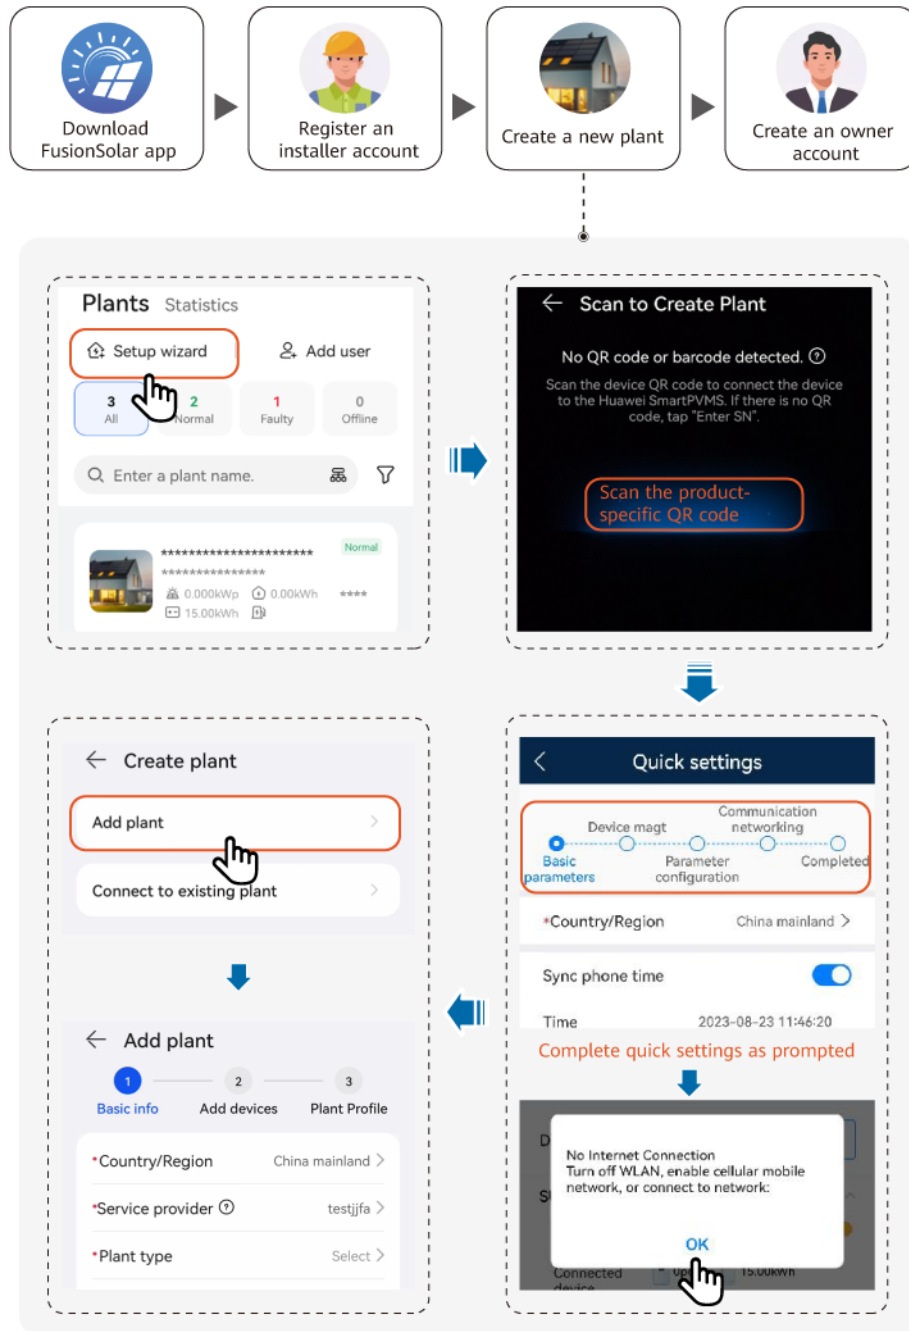 Download
FusionSolar app
Register an
installer account
Create a new plant
Create an owner
account
Plants Statistics
Setup wizard
Add user
3
All
2
Normal
1
Faulty
0
Offline
Enter a plant name.
**********************
Normal
***************
0.000kWp 0.00kWh ****
15.00kWh
← Scan to Create Plant
No QR code or barcode detected. ?
Scan the device QR code to connect the device
to the Huawei SmartPVMS. If there is no QR
code, tap "Enter SN".
Scan the product-
specific QR code
< Quick settings
Basic
parameters
Device magt
Parameter
configuration
Communication
networking
Completed
*Country/Region China mainland >
Sync phone time
Time 2023-08-23 11:46:20
Complete quick settings as prompted
No Internet Connection
Turn off WLAN, enable cellular mobile
network, or connect to network:
OK
Connected
device
15.00kWh
← Create plant
Add plant >
Connect to existing plant >
← Add plant
1 2 3
Basic info Add devices Plant Profile
*Country/Region China mainland >
*Service provider ? testjjfa >
*Plant type Select >